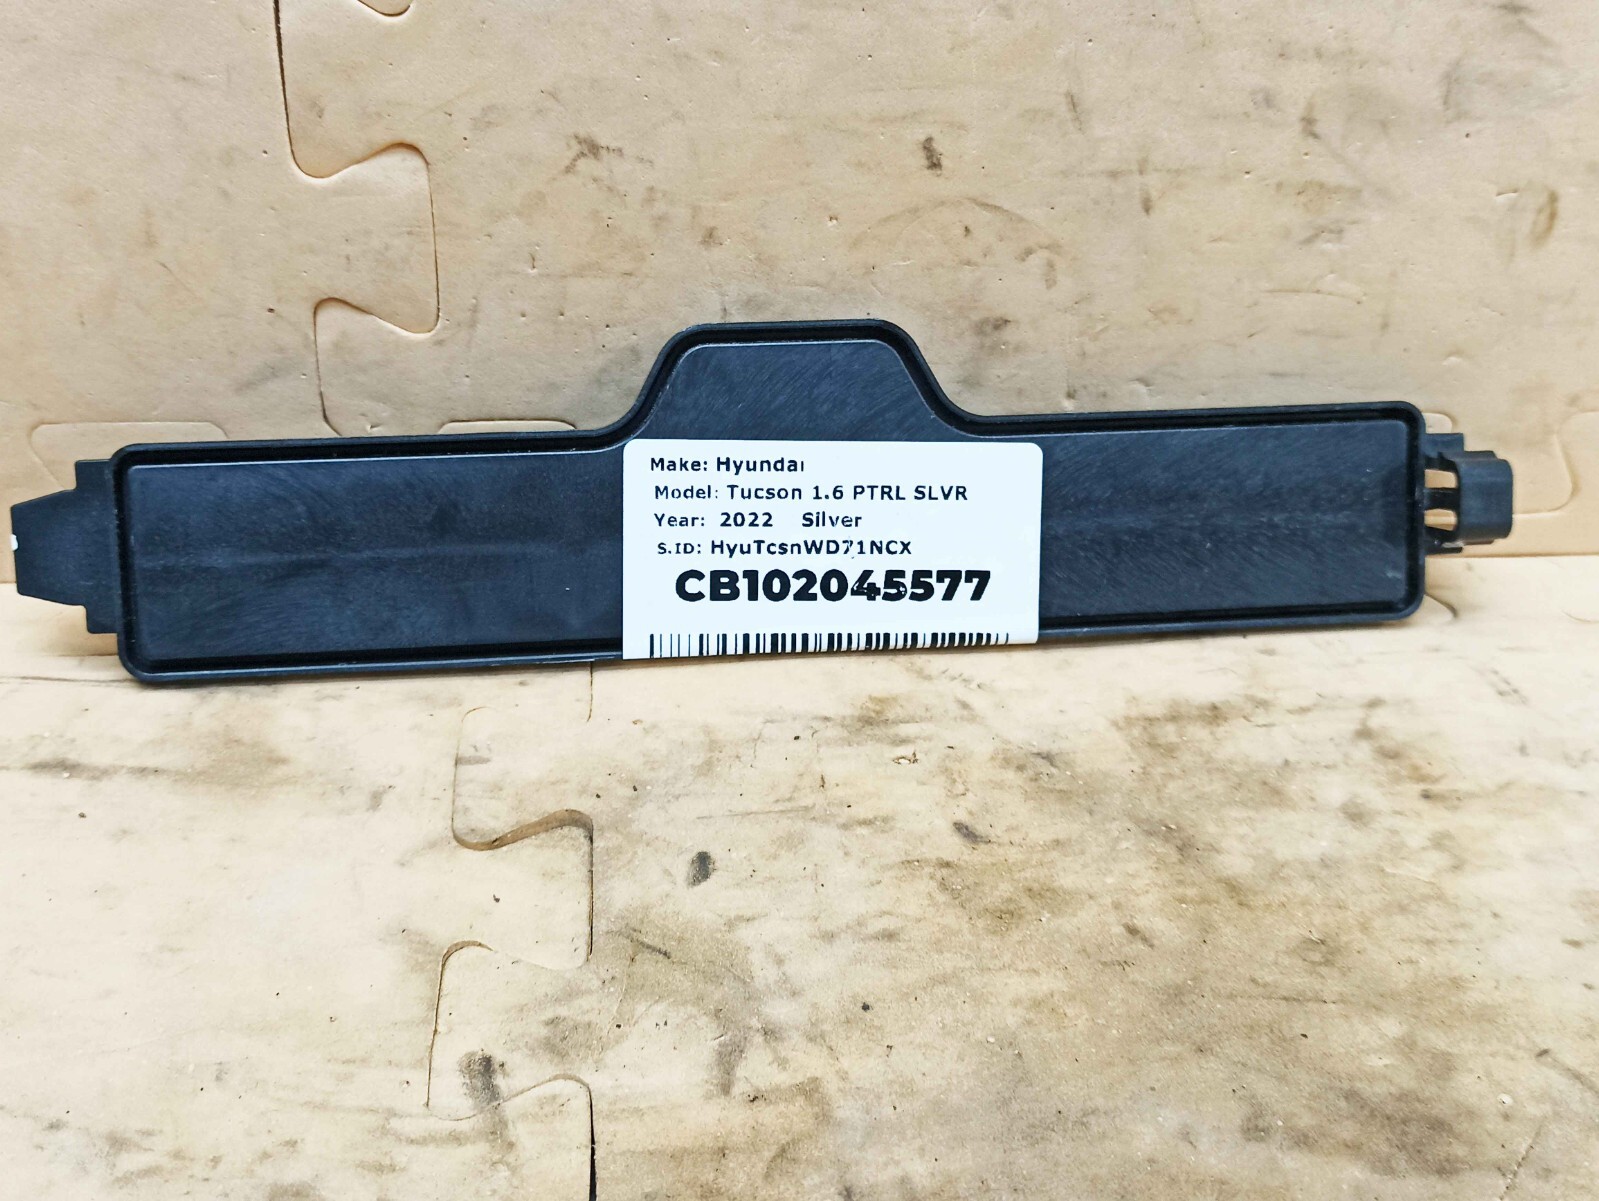 Make: Hyundai
Model: Tucson 1.6 PTRL SLVR
Year: 2022 Silver
S.ID: HyuTcsnWD71NCX
CB102045577